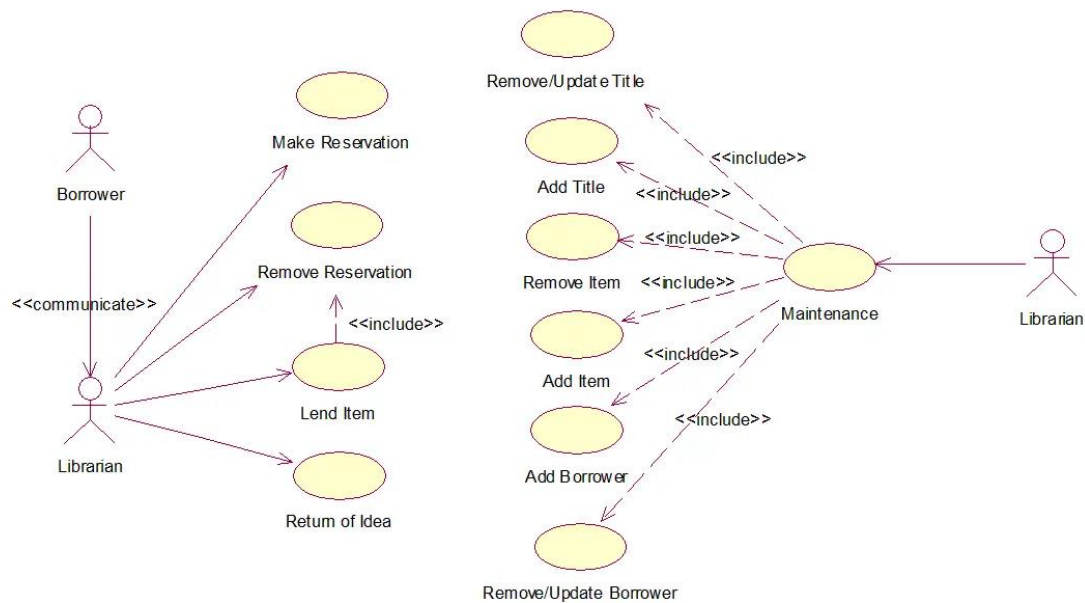 Borrower
<<communicate>>
Librarian
Make Reservation
Remove Reservation
<<include>>
Lend Item
Return of Idea
Remove/Update Title
<<include>>
Add Title
<<include>>
Remove Item
<<include>>
<<include>>
Add Item
<<include>>
Add Borrower
<<include>>
Remove/Update Borrower
Maintenance
Librarian